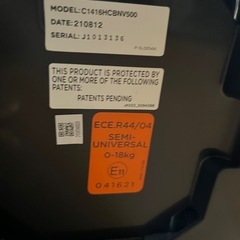 MODEL: C1416HCBNVS00
DATE: 210812
SERIAL: J1013136
THIS PRODUCT IS PROTECTED BY
ONE OR MORE OF THE FOLLOWING
PATENTS:
PATENTS PENDING
ECE.R44/04
SEMI-
UNIVERSAL
0-18kg
E11
041621